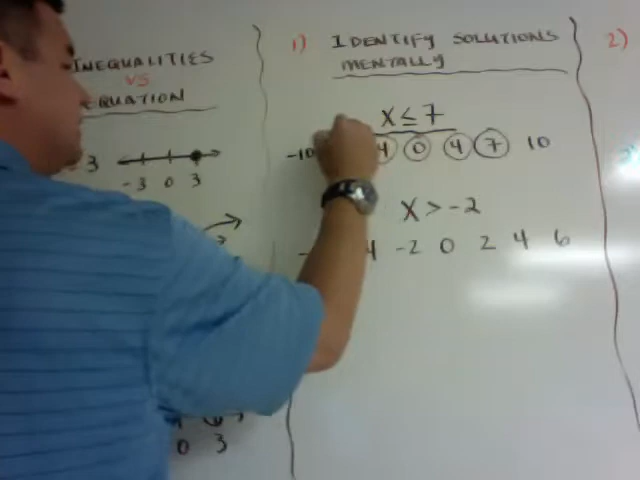 INEQUALITIES
VS
EQUATION
3
-3 0 3
0 3
1) IDENTIFY SOLUTIONS
MENTALLY
X ≤ 7
-10 4 0 4 7 10
X > -2
4 -2 0 2 4 6
2)